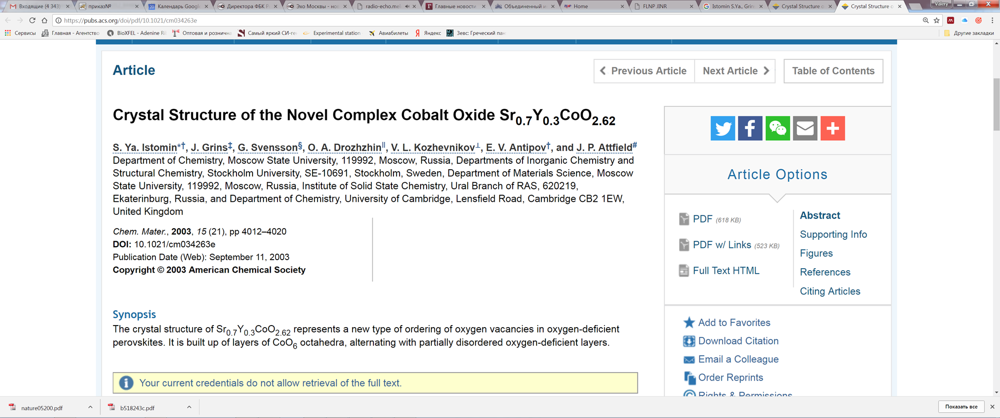 Входящие (4 343)
приказ№
Календарь Google
Директора ФБК
Эхо Москвы - но
radio-echo.me
Главные новости
Объединенный и
Home
FLNP JINR
Istomin S.Ya., Grin
Crystal Structure o
Crystal Structure o
Valery
https://pubs.acs.org/doi/pdf/10.1021/cm034263e
Сервисы
Главная - Агентство
BioXFEL - Adenine Ri
Оптовая и рознична
Самый яркий СИ-ге
Experimental station
Авиабилеты
Яндекс
Зевс: Греческий пан
Другие закладки
Article
Previous Article
Next Article
Table of Contents
Crystal Structure of the Novel Complex Cobalt Oxide Sr0.7Y0.3CoO2.62
S. Ya. Istomin*†, J. Grins‡, G. Svensson§, O. A. Drozhzhin‖, V. L. Kozhevnikov⊥, E. V. Antipov†, and J. P. Attfield#
Department of Chemistry, Moscow State University, 119992, Moscow, Russia, Departments of Inorganic Chemistry and
Structural Chemistry, Stockholm University, SE-10691, Stockholm, Sweden, Department of Materials Science, Moscow
State University, 119992, Moscow, Russia, Institute of Solid State Chemistry, Ural Branch of RAS, 620219,
Ekaterinburg, Russia, and Department of Chemistry, University of Cambridge, Lensfield Road, Cambridge CB2 1EW,
United Kingdom
Chem. Mater., 2003, 15 (21), pp 4012–4020
DOI: 10.1021/cm034263e
Publication Date (Web): September 11, 2003
Copyright © 2003 American Chemical Society
Synopsis
The crystal structure of Sr0.7Y0.3CoO2.62 represents a new type of ordering of oxygen vacancies in oxygen-deficient
perovskites. It is built up of layers of CoO6 octahedra, alternating with partially disordered oxygen-deficient layers.
Your current credentials do not allow retrieval of the full text.
Article Options
PDF (618 KB)
PDF w/ Links (523 KB)
Full Text HTML
Abstract
Supporting Info
Figures
References
Citing Articles
Add to Favorites
Download Citation
Email a Colleague
Order Reprints
Rights & Permissions
nature05200.pdf
b518243c.pdf
Показать все